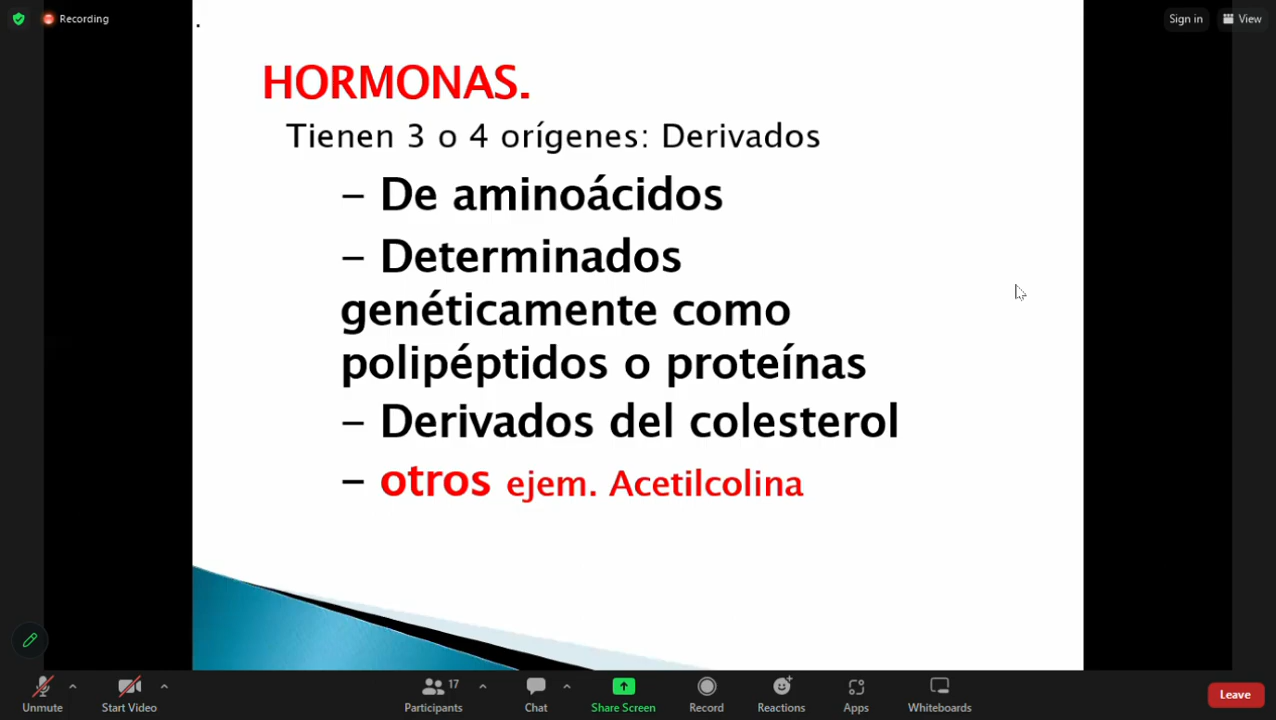 Recording
.
Sign in
View
HORMONAS.
Tienen 3 o 4 orígenes: Derivados
– De aminoácidos
– Determinados
genéticamente como
polipéptidos o proteínas
– Derivados del colesterol
– otros ejem. Acetilcolina
Unmute
Start Video
Participants 17
Chat
Share Screen
Record
Reactions
Apps
Whiteboards
Leave